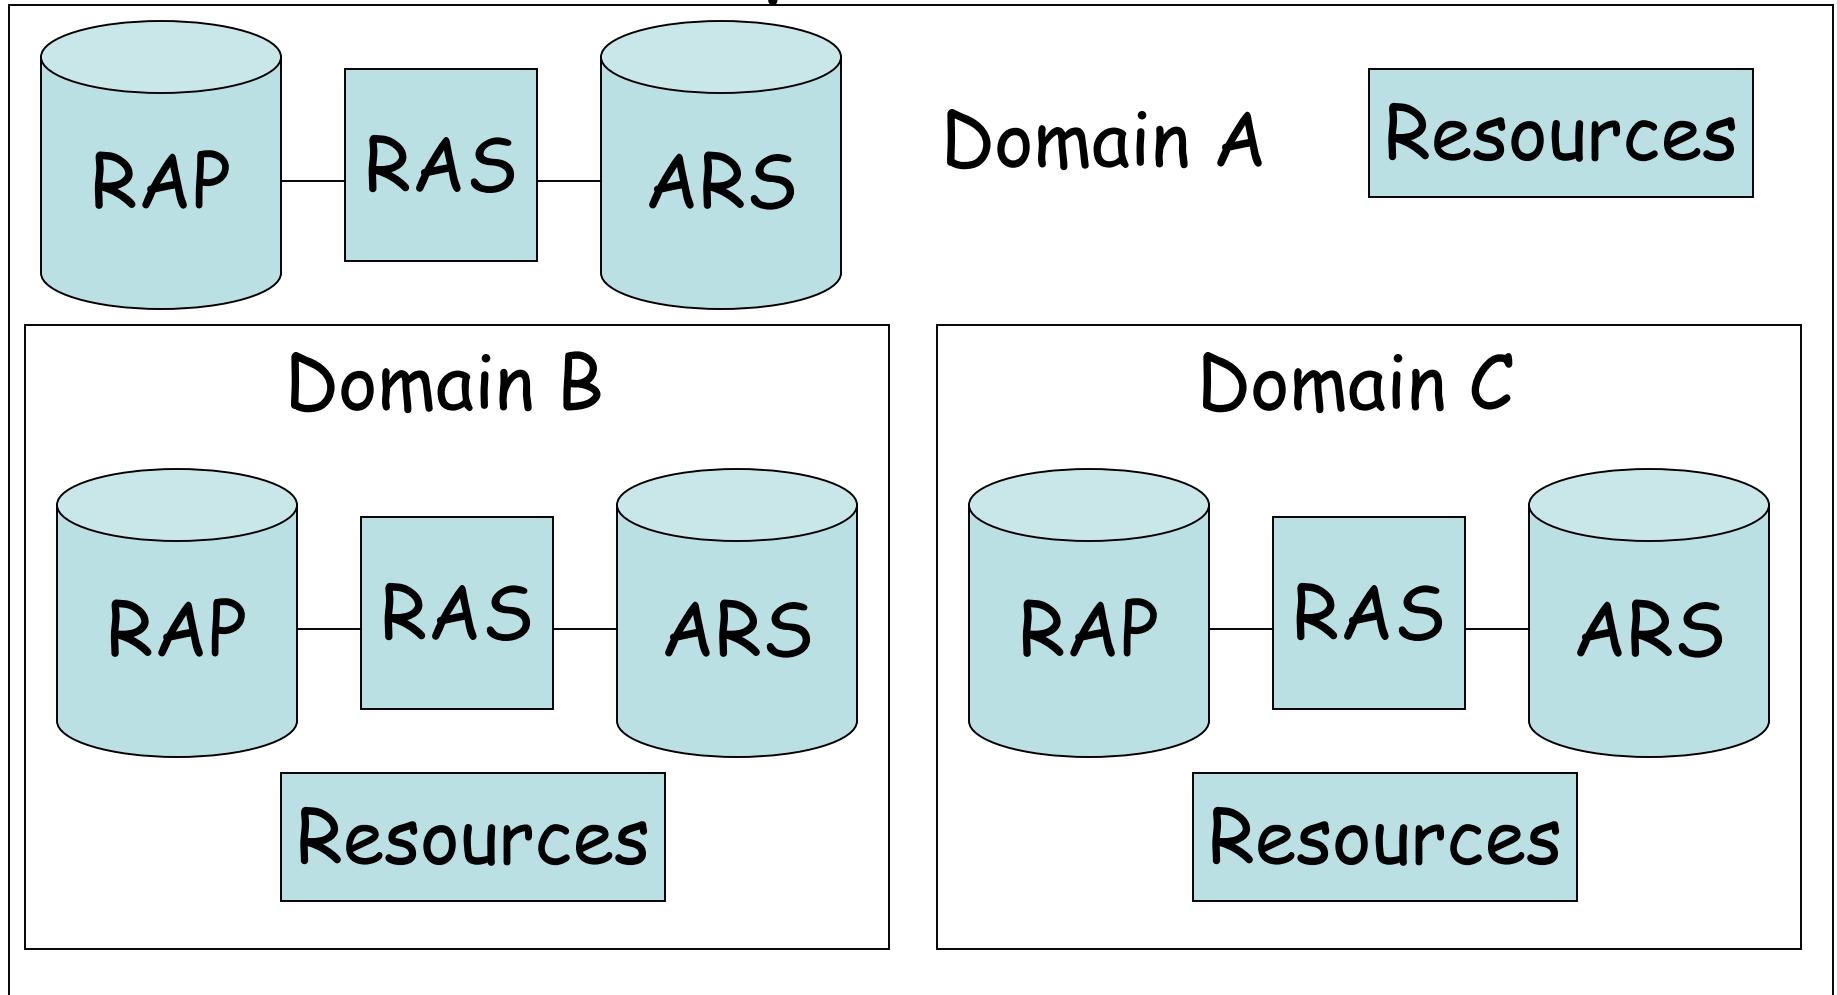 RAP
RAS
ARS
Domain A
Resources
Domain B
RAP
RAS
ARS
Resources
Domain C
RAP
RAS
ARS
Resources